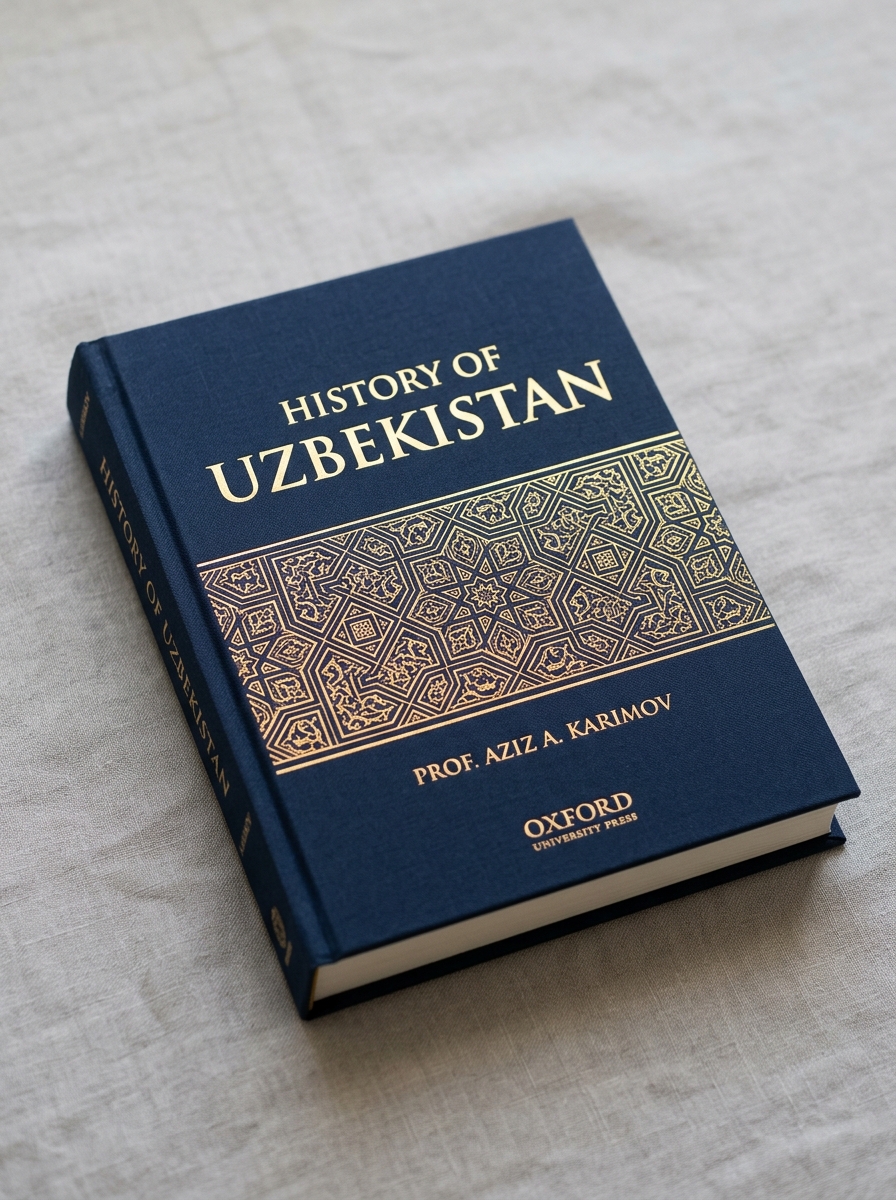 HISTORY OF
UZBEKISTAN
PROF. AZIZ A. KARIMOV
OXFORD
UNIVERSITY PRESS
HISTORY OF UZBEKISTAN